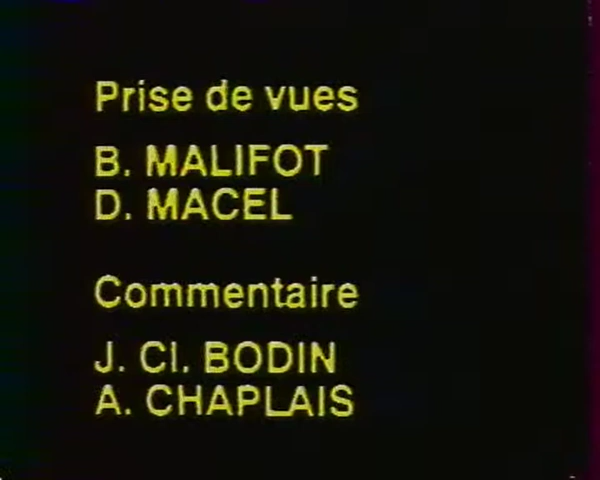 Prise de vues
B. MALIFOT
D. MACEL
Commentaire
J. Cl. BODIN
A. CHAPLAIS